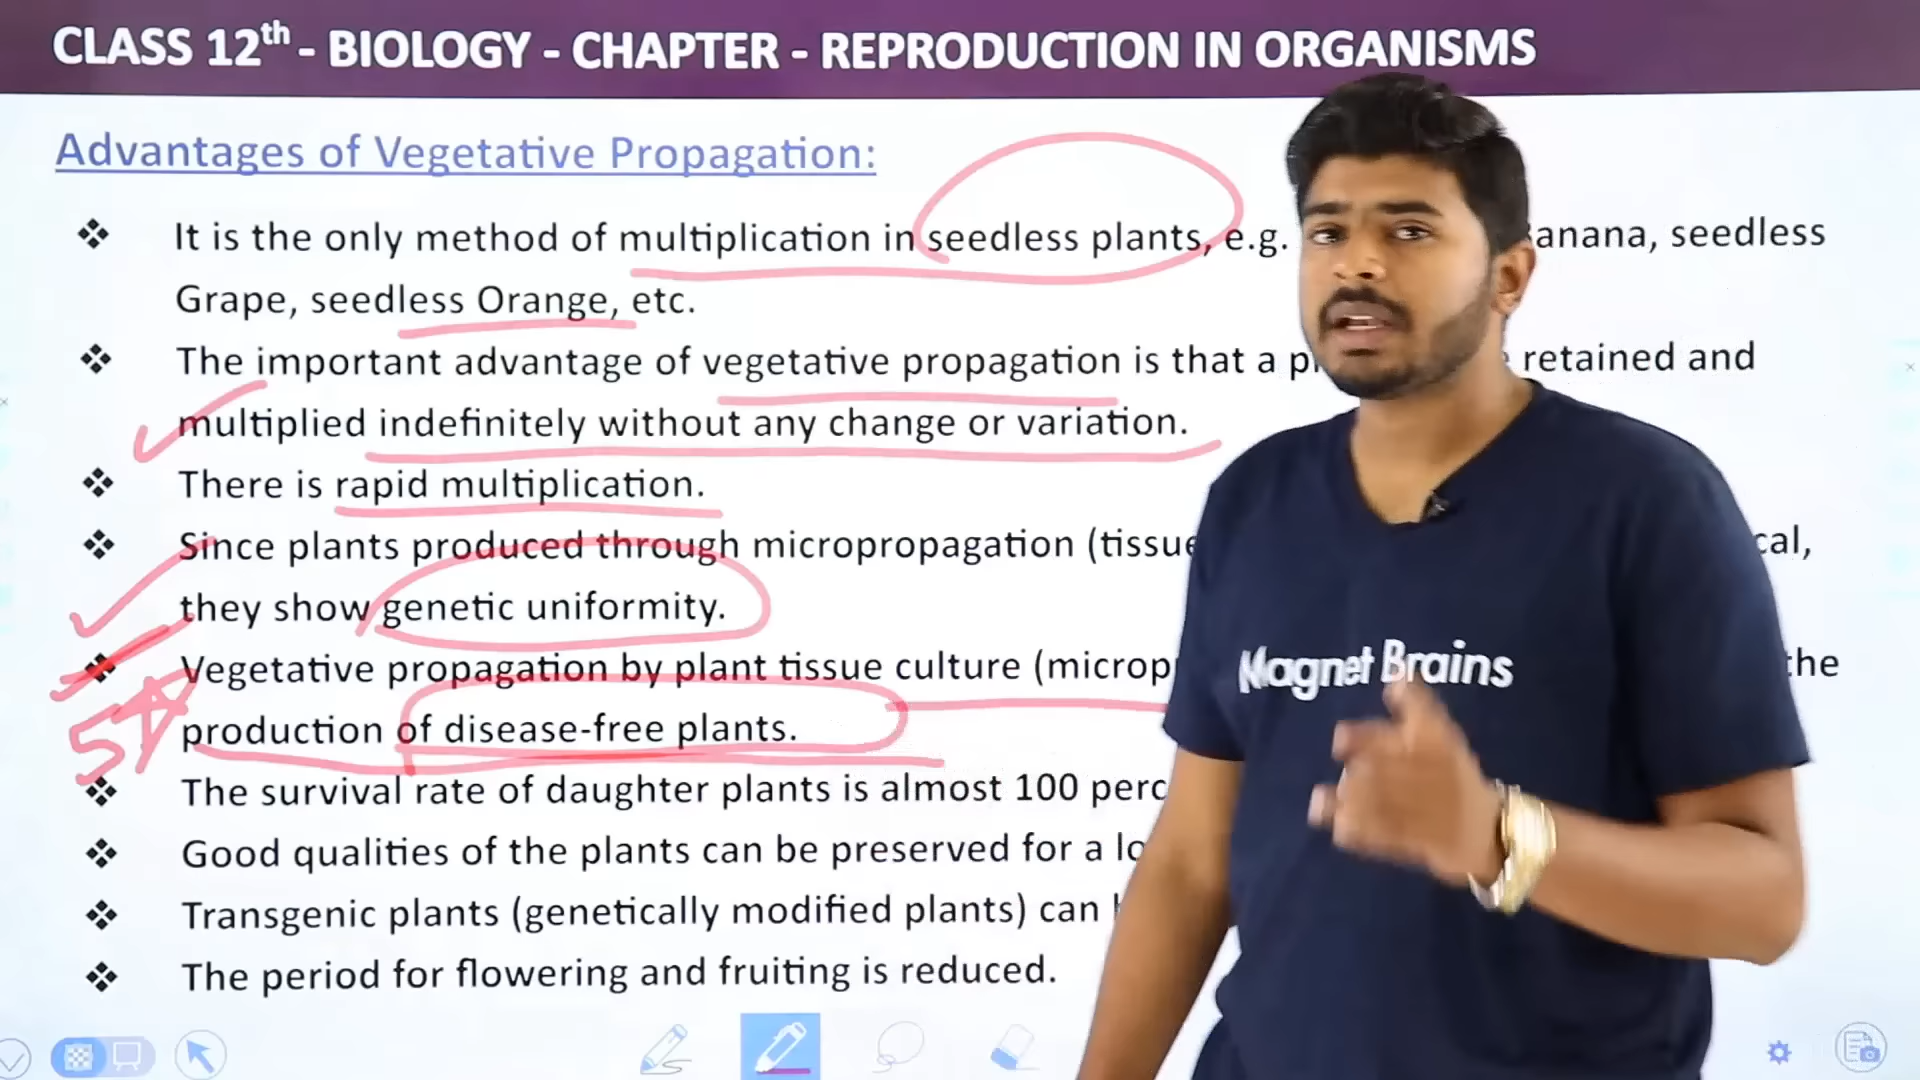 CLASS 12th - BIOLOGY - CHAPTER - REPRODUCTION IN ORGANISMS
Advantages of Vegetative Propagation:
It is the only method of multiplication in seedless plants, e.g. anana, seedless
Grape, seedless Orange, etc.
The important advantage of vegetative propagation is that a p retained and
multiplied indefinitely without any change or variation.
There is rapid multiplication.
Since plants produced through micropropagation (tissue cal,
they show genetic uniformity.
Vegetative propagation by plant tissue culture (microp the
production of disease-free plants.
The survival rate of daughter plants is almost 100 perc
Good qualities of the plants can be preserved for a lo
Transgenic plants (genetically modified plants) can
The period for flowering and fruiting is reduced.
5
Magnet Brains